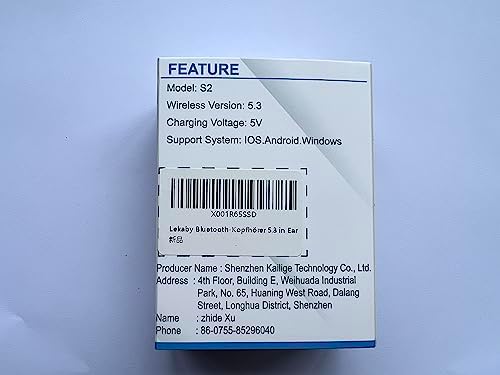 FEATURE
Model: S2
Wireless Version: 5.3
Charging Voltage: 5V
Support System: IOS.Android.Windows
X001R65SSD
Lekaby Bluetooth-Kopfhörer 5.3 in Ear
新品
Producer Name : Shenzhen Kailige Technology Co., Ltd.
Address : 4th Floor, Building E, Weihuada Industrial
Park, No. 65, Huaning West Road, Dalang
Street, Longhua District, Shenzhen
Name : zhide Xu
Phone : 86-0755-85296040